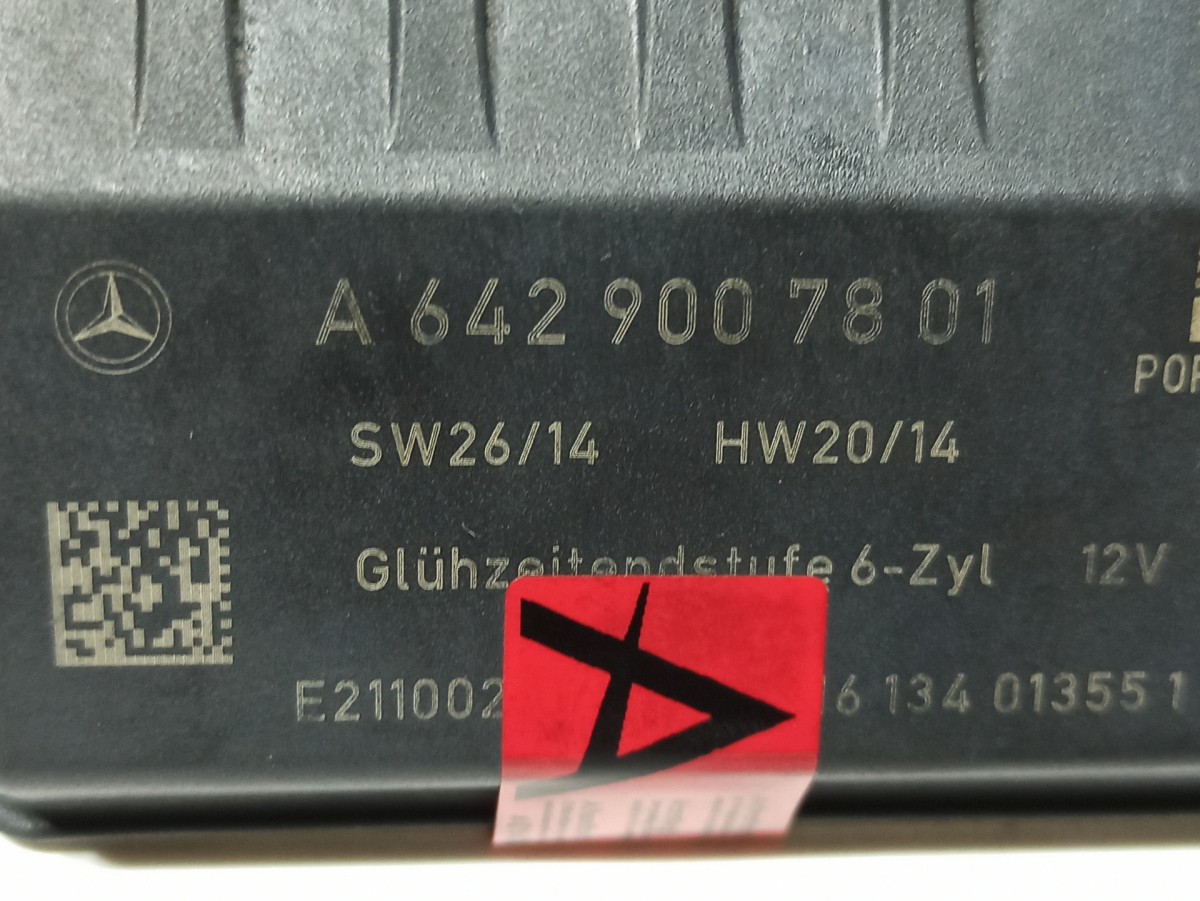 A 642 900 78 01
POR
SW26/14 HW20/14
Glühzeitendstufe 6-Zyl 12V
E211002 6 134 01355 1
A